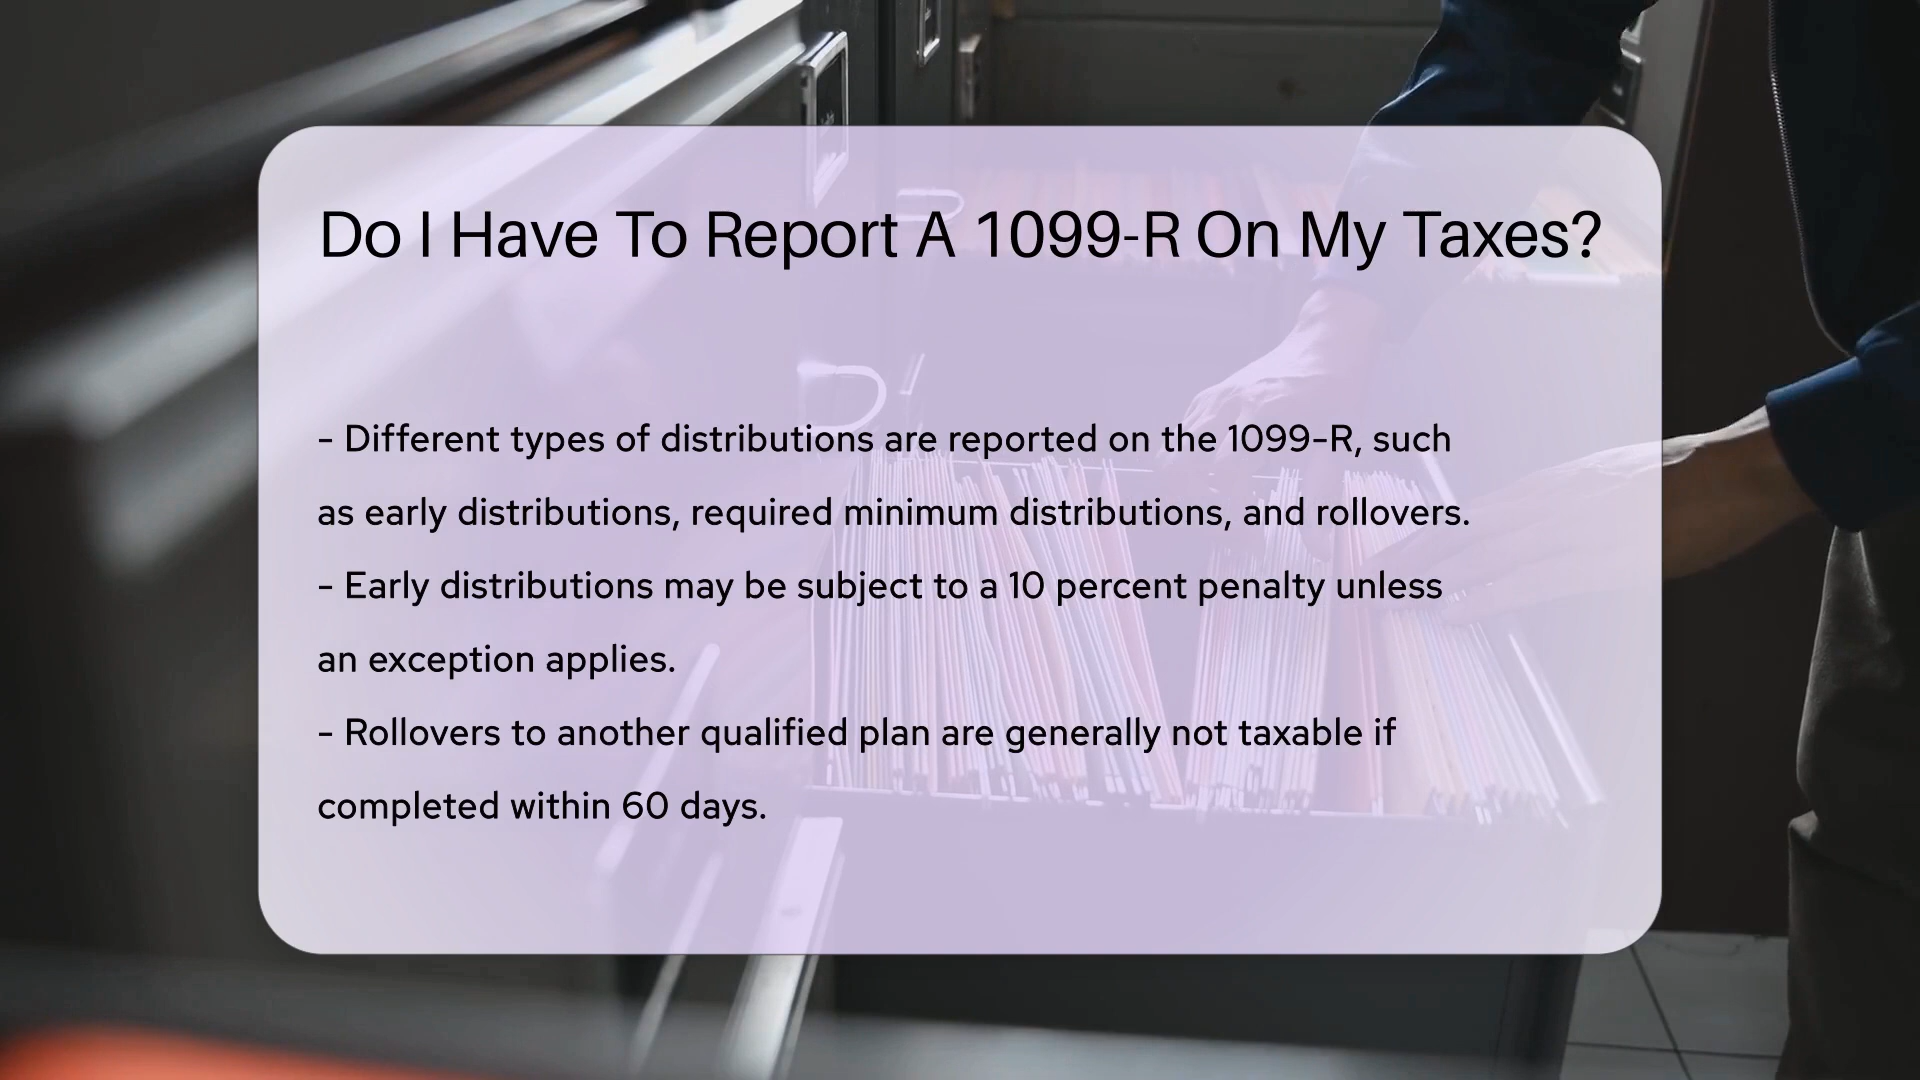 Do I Have To Report A 1099-R On My Taxes?
- Different types of distributions are reported on the 1099-R, such
as early distributions, required minimum distributions, and rollovers.
- Early distributions may be subject to a 10 percent penalty unless
an exception applies.
- Rollovers to another qualified plan are generally not taxable if
completed within 60 days.